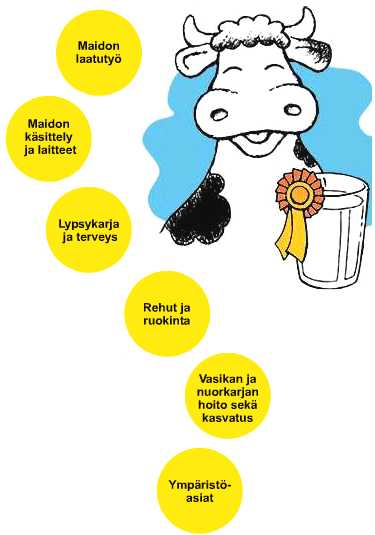 Maidon
laatutyö
Maidon
käsittely
ja laitteet
Lypsykarja
ja terveys
Rehut ja
ruokinta
Vasikan ja
nuorkarjan
hoito sekä
kasvatus
Ympäristö-
asiat